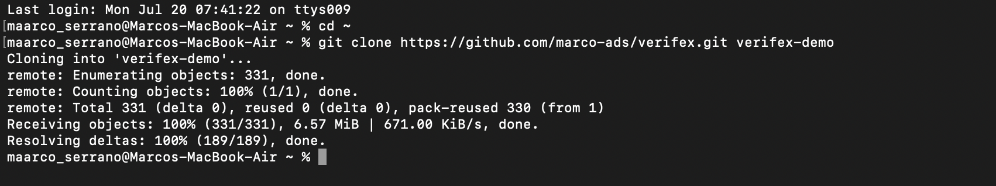 Last login: Mon Jul 20 07:41:22 on ttys009
[maarco_serrano@Marcos-MacBook-Air ~ % cd ~
[maarco_serrano@Marcos-MacBook-Air ~ % git clone https://github.com/marco-ads/verifex.git verifex-demo
Cloning into 'verifex-demo'...
remote: Enumerating objects: 331, done.
remote: Counting objects: 100% (1/1), done.
remote: Total 331 (delta 0), reused 0 (delta 0), pack-reused 330 (from 1)
Receiving objects: 100% (331/331), 6.57 MiB | 671.00 KiB/s, done.
Resolving deltas: 100% (189/189), done.
maarco_serrano@Marcos-MacBook-Air ~ %